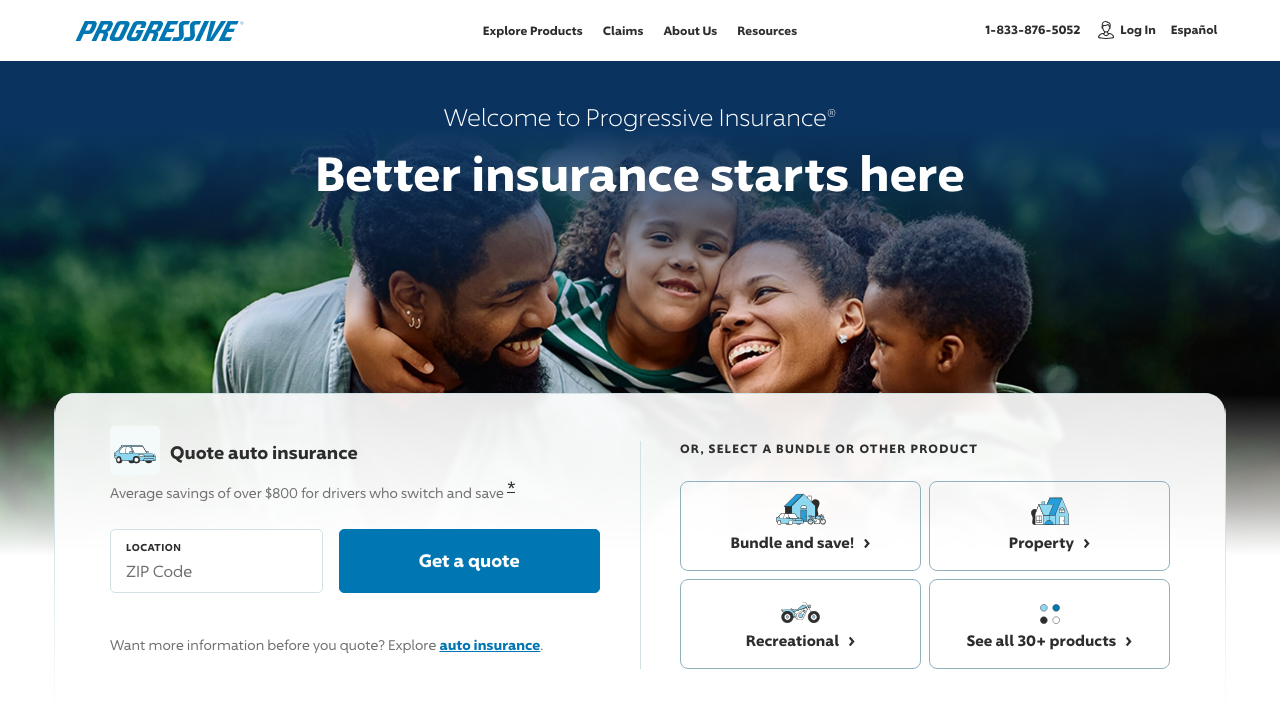 PROGRESSIVE®
Explore Products Claims About Us Resources
1-833-876-5052 Log In Español
Welcome to Progressive Insurance®
Better insurance starts here
Quote auto insurance
Average savings of over $800 for drivers who switch and save *
LOCATION
ZIP Code
Get a quote
Want more information before you quote? Explore auto insurance.
OR, SELECT A BUNDLE OR OTHER PRODUCT
Bundle and save! ›
Property ›
Recreational ›
See all 30+ products ›